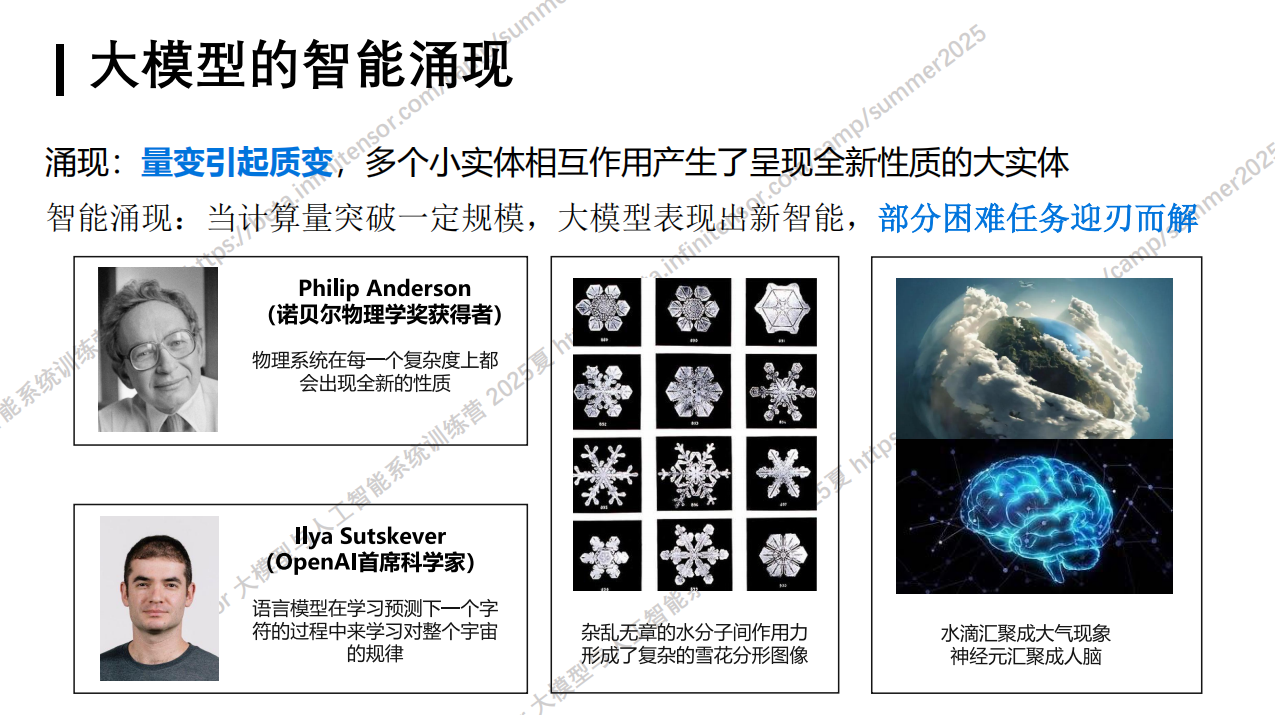 大模型的智能涌现
涌现：量变引起质变，多个小实体相互作用产生了呈现全新性质的大实体
智能涌现：当计算量突破一定规模，大模型表现出新智能，部分困难任务迎刃而解
Philip Anderson
（诺贝尔物理学奖获得者）
物理系统在每一个复杂度上都
会出现全新的性质
Ilya Sutskever
（OpenAI首席科学家）
语言模型在学习预测下一个字
符的过程中来学习对整个宇宙
的规律
杂乱无章的水分子间作用力
形成了复杂的雪花分形图像
水滴汇聚成大气现象
神经元汇聚成人脑
大模型与人工智能系统训练营 2025夏 https://beta.infinitensor.com/camp/summer2025